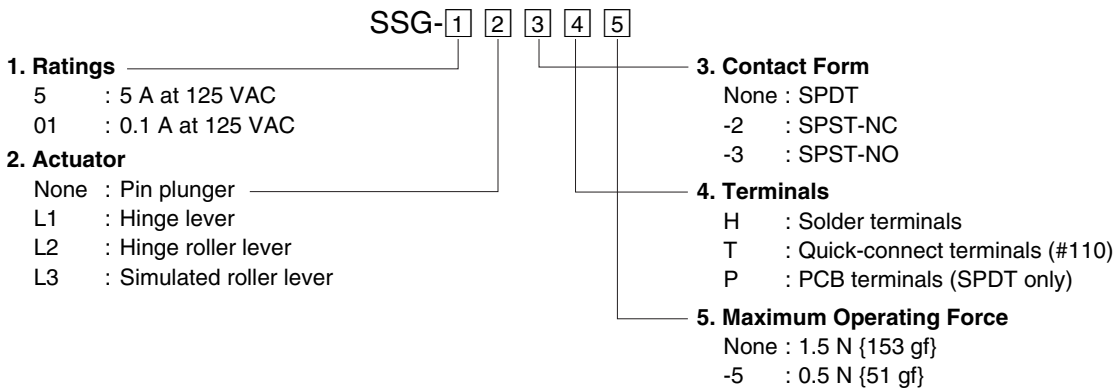 SSG-1 2 3 4 5
1. Ratings
5 : 5 A at 125 VAC
01 : 0.1 A at 125 VAC
2. Actuator
None : Pin plunger
L1 : Hinge lever
L2 : Hinge roller lever
L3 : Simulated roller lever
3. Contact Form
None : SPDT
-2 : SPST-NC
-3 : SPST-NO
4. Terminals
H : Solder terminals
T : Quick-connect terminals (#110)
P : PCB terminals (SPDT only)
5. Maximum Operating Force
None : 1.5 N {153 gf}
-5 : 0.5 N {51 gf}